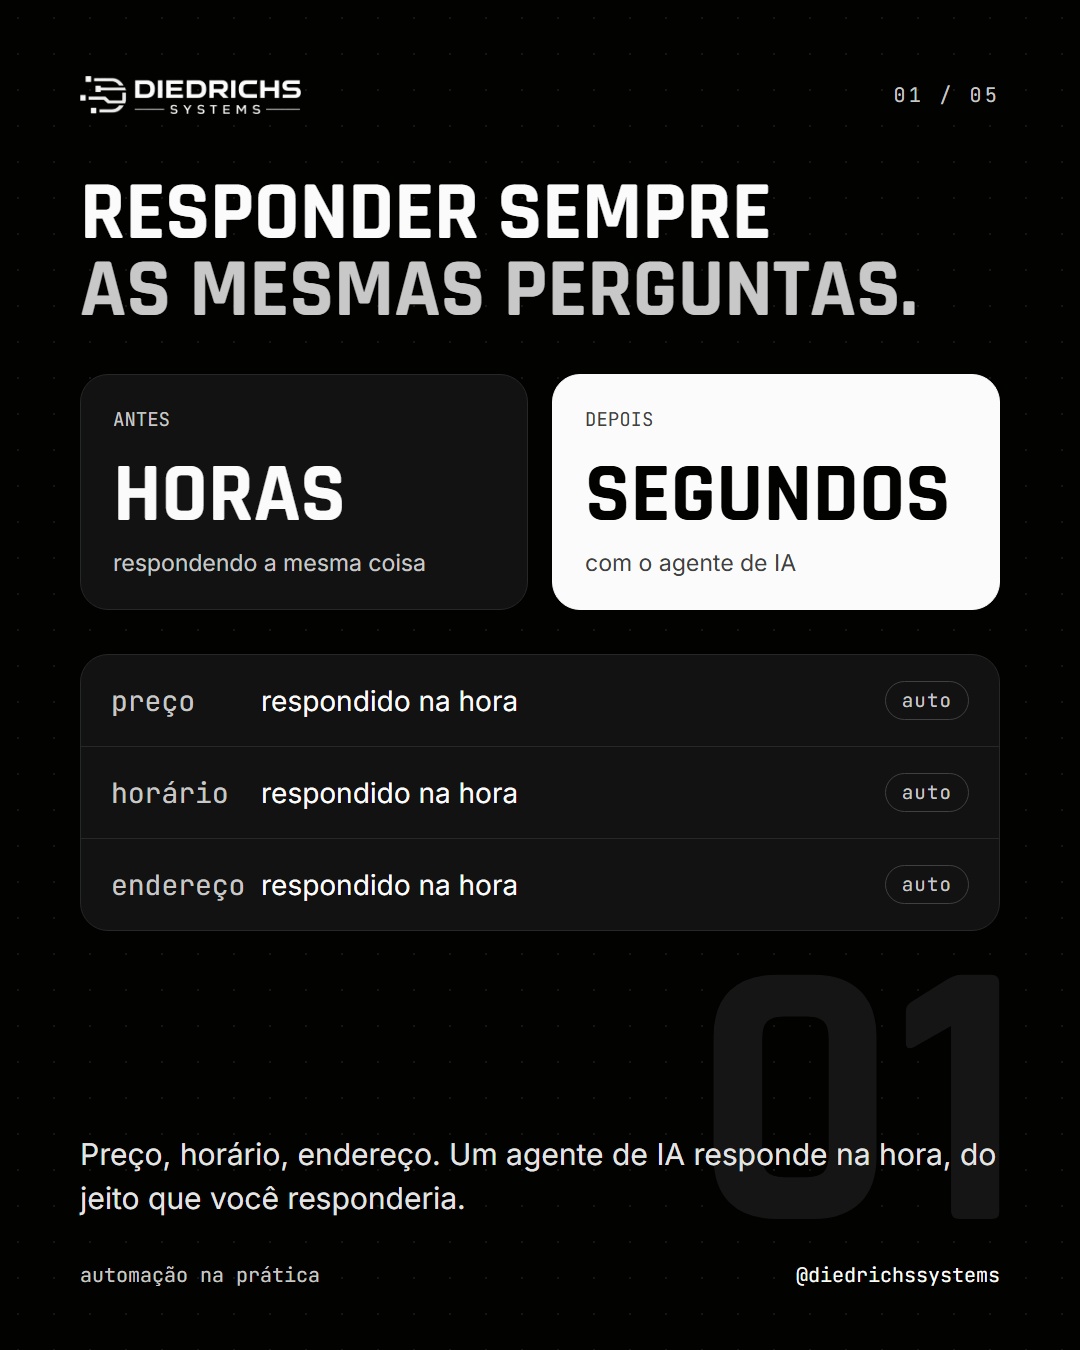 DIEDRICHS
SYSTEMS
01 / 05
RESPONDER SEMPRE
AS MESMAS PERGUNTAS.
ANTES
HORAS
respondendo a mesma coisa
DEPOIS
SEGUNDOS
com o agente de IA
preço respondido na hora auto
horário respondido na hora auto
endereço respondido na hora auto
01
Preço, horário, endereço. Um agente de IA responde na hora, do
jeito que você responderia.
automação na prática
@diedrichssystems